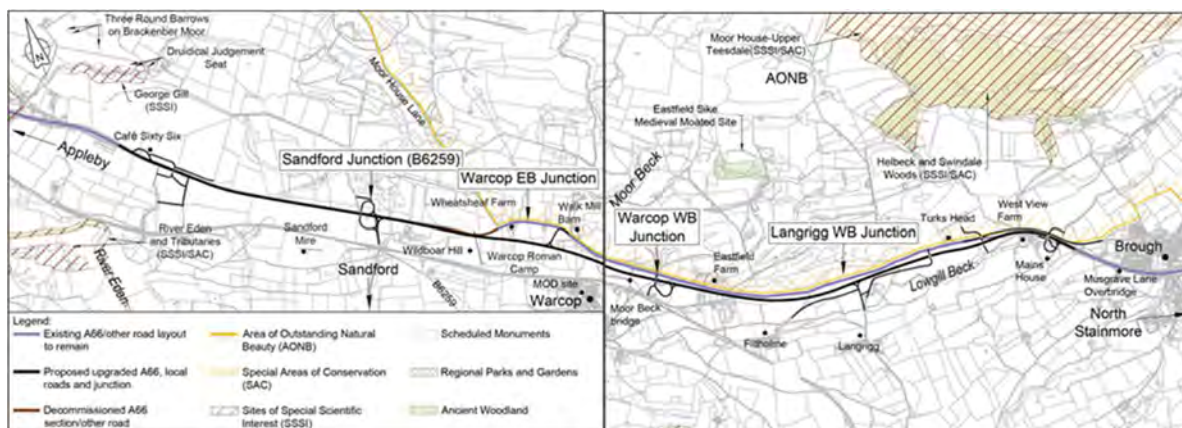 Three Round Barrows
on Brackenber Moor
Druidical Judgement
Seat
N
George Gill
(SSSI)
Café Sixty Six
Appleby
Moor House Lane
Sandford Junction (B6259)
Warcop EB Junction
Wheatsheaf Farm
Walk Mill
Barn
River Eden
and Tributaries
(SSSI/SAC)
Sandford
Mire
River Eden
Wildboar Hill
Warcop Roman
Camp
Sandford
B6259
MOD site
Warcop
Moor House-Upper
Teesdale(SSSI/SAC)
AONB
Eastfield Sike
Medieval Moated Site
Moor Beck
Helbeck and Swindale
Woods (SSSI/SAC)
Warcop WB
Junction
Langrigg WB Junction
Turks Head
West View
Farm
Eastfield
Farm
Brough
Lowgill Beck
Mains
House
Musgrave Lane
Overbridge
Moor Beck
bridge
Flitholme
Langrigg
North
Stainmore
Legend:
Existing A66/other road layout
to remain
Area of Outstanding Natural
Beauty (AONB)
Scheduled Monuments
Proposed upgraded A66, local
roads and junction
Special Areas of Conservation
(SAC)
Regional Parks and Gardens
Decommissioned A66
section/other road
Sites of Special Scientific
Interest (SSSI)
Ancient Woodland